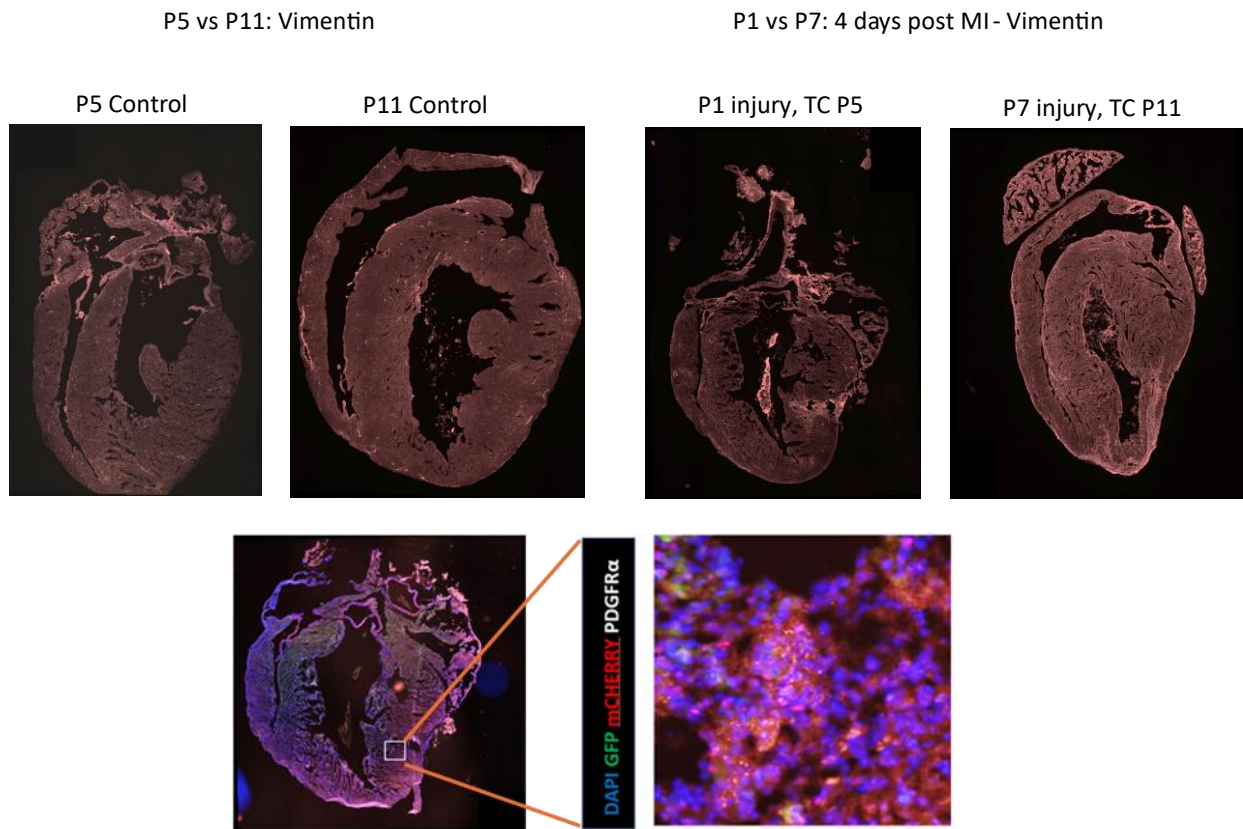 P5 vs P11: Vimentin
P1 vs P7: 4 days post MI - Vimentin
P5 Control
P11 Control
P1 injury, TC P5
P7 injury, TC P11
DAPI GFP mCHERRY PDGFRα